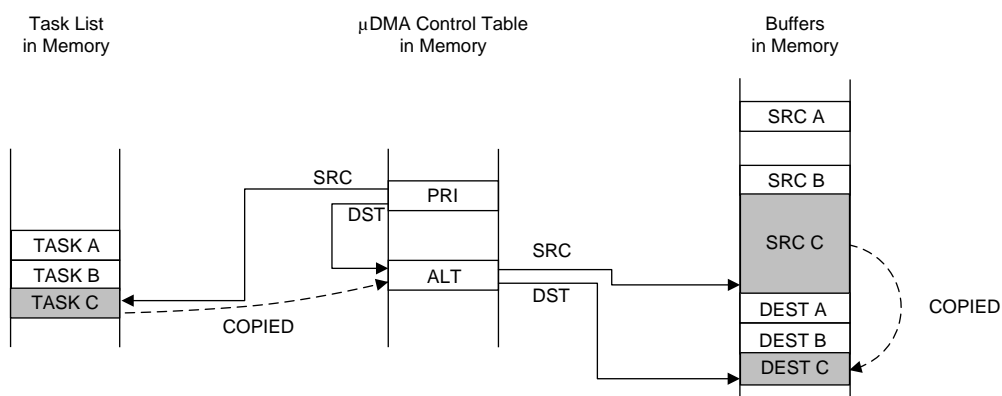 Task List
in Memory
μDMA Control Table
in Memory
Buffers
in Memory
SRC A
SRC B
SRC
PRI
DST
SRC C
TASK A
SRC
ALT
TASK B
DST
TASK C
COPIED
COPIED
DEST A
DEST B
DEST C